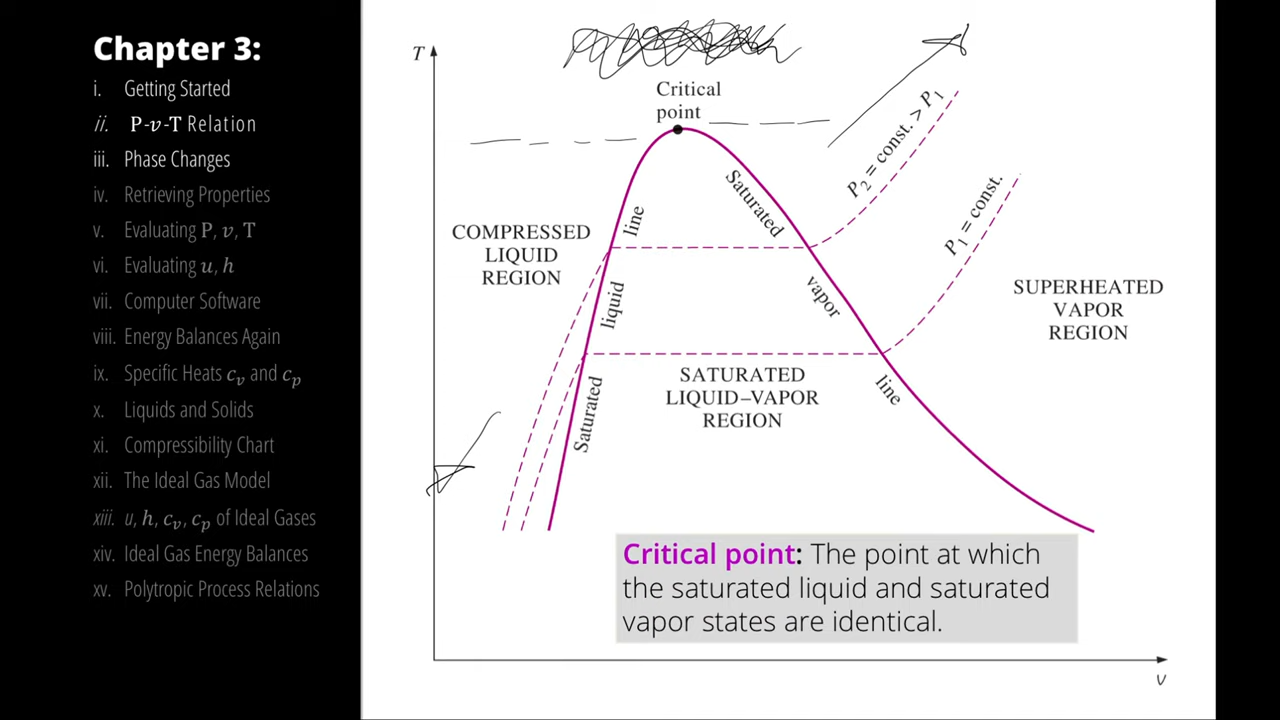 Chapter 3:
i. Getting Started
ii. P-v-T Relation
iii. Phase Changes
iv. Retrieving Properties
v. Evaluating P, v, T
vi. Evaluating u, h
vii. Computer Software
viii. Energy Balances Again
ix. Specific Heats cᵥ and cₚ
x. Liquids and Solids
xi. Compressibility Chart
xii. The Ideal Gas Model
xiii. u, h, cᵥ, cₚ of Ideal Gases
xiv. Ideal Gas Energy Balances
xv. Polytropic Process Relations
T
Critical
point
P₂ = const. > P₁
P₁ = const.
COMPRESSED
LIQUID
REGION
Saturated liquid line
Saturated vapor line
SUPERHEATED
VAPOR
REGION
SATURATED
LIQUID–VAPOR
REGION
Critical point: The point at which
the saturated liquid and saturated
vapor states are identical.
v